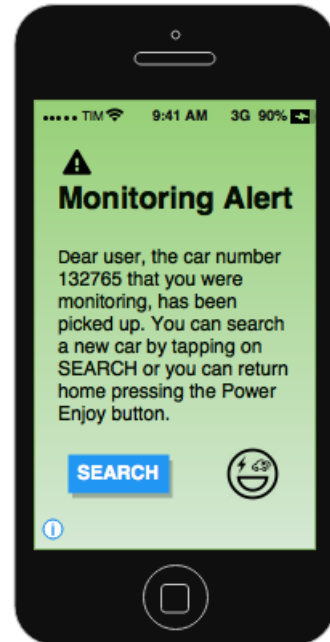 TIM 9:41 AM 3G 90%
Monitoring Alert
Dear user, the car number
132765 that you were
monitoring, has been
picked up. You can search
a new car by tapping on
SEARCH or you can return
home pressing the Power
Enjoy button.
SEARCH